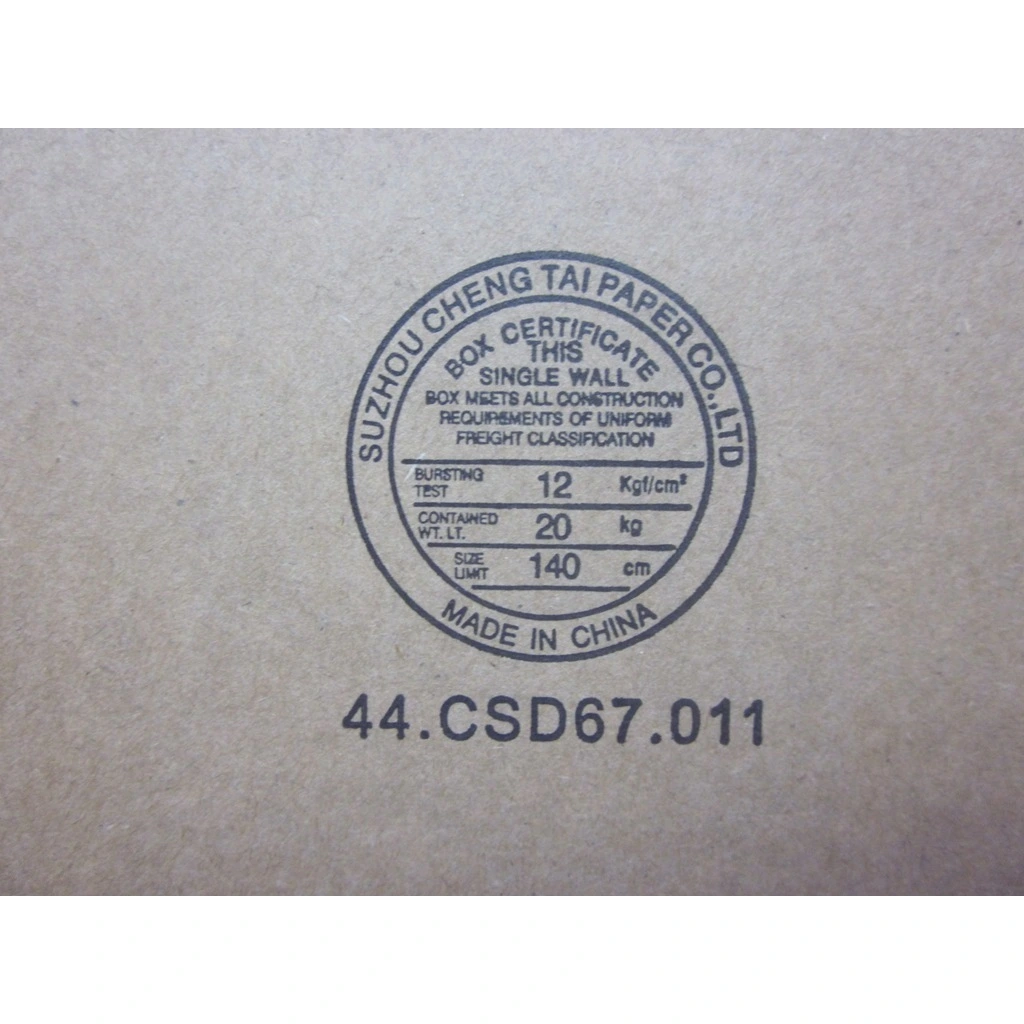 SUZHOU CHENG TAI PAPER CO.,LTD
BOX CERTIFICATE
THIS
SINGLE WALL
BOX MEETS ALL CONSTRUCTION
REQUIREMENTS OF UNIFORM
FREIGHT CLASSIFICATION
BURSTING TEST 12 Kgf/cm²
CONTAINED WT. LT. 20 kg
SIZE LIMIT 140 cm
MADE IN CHINA
44.CSD67.011